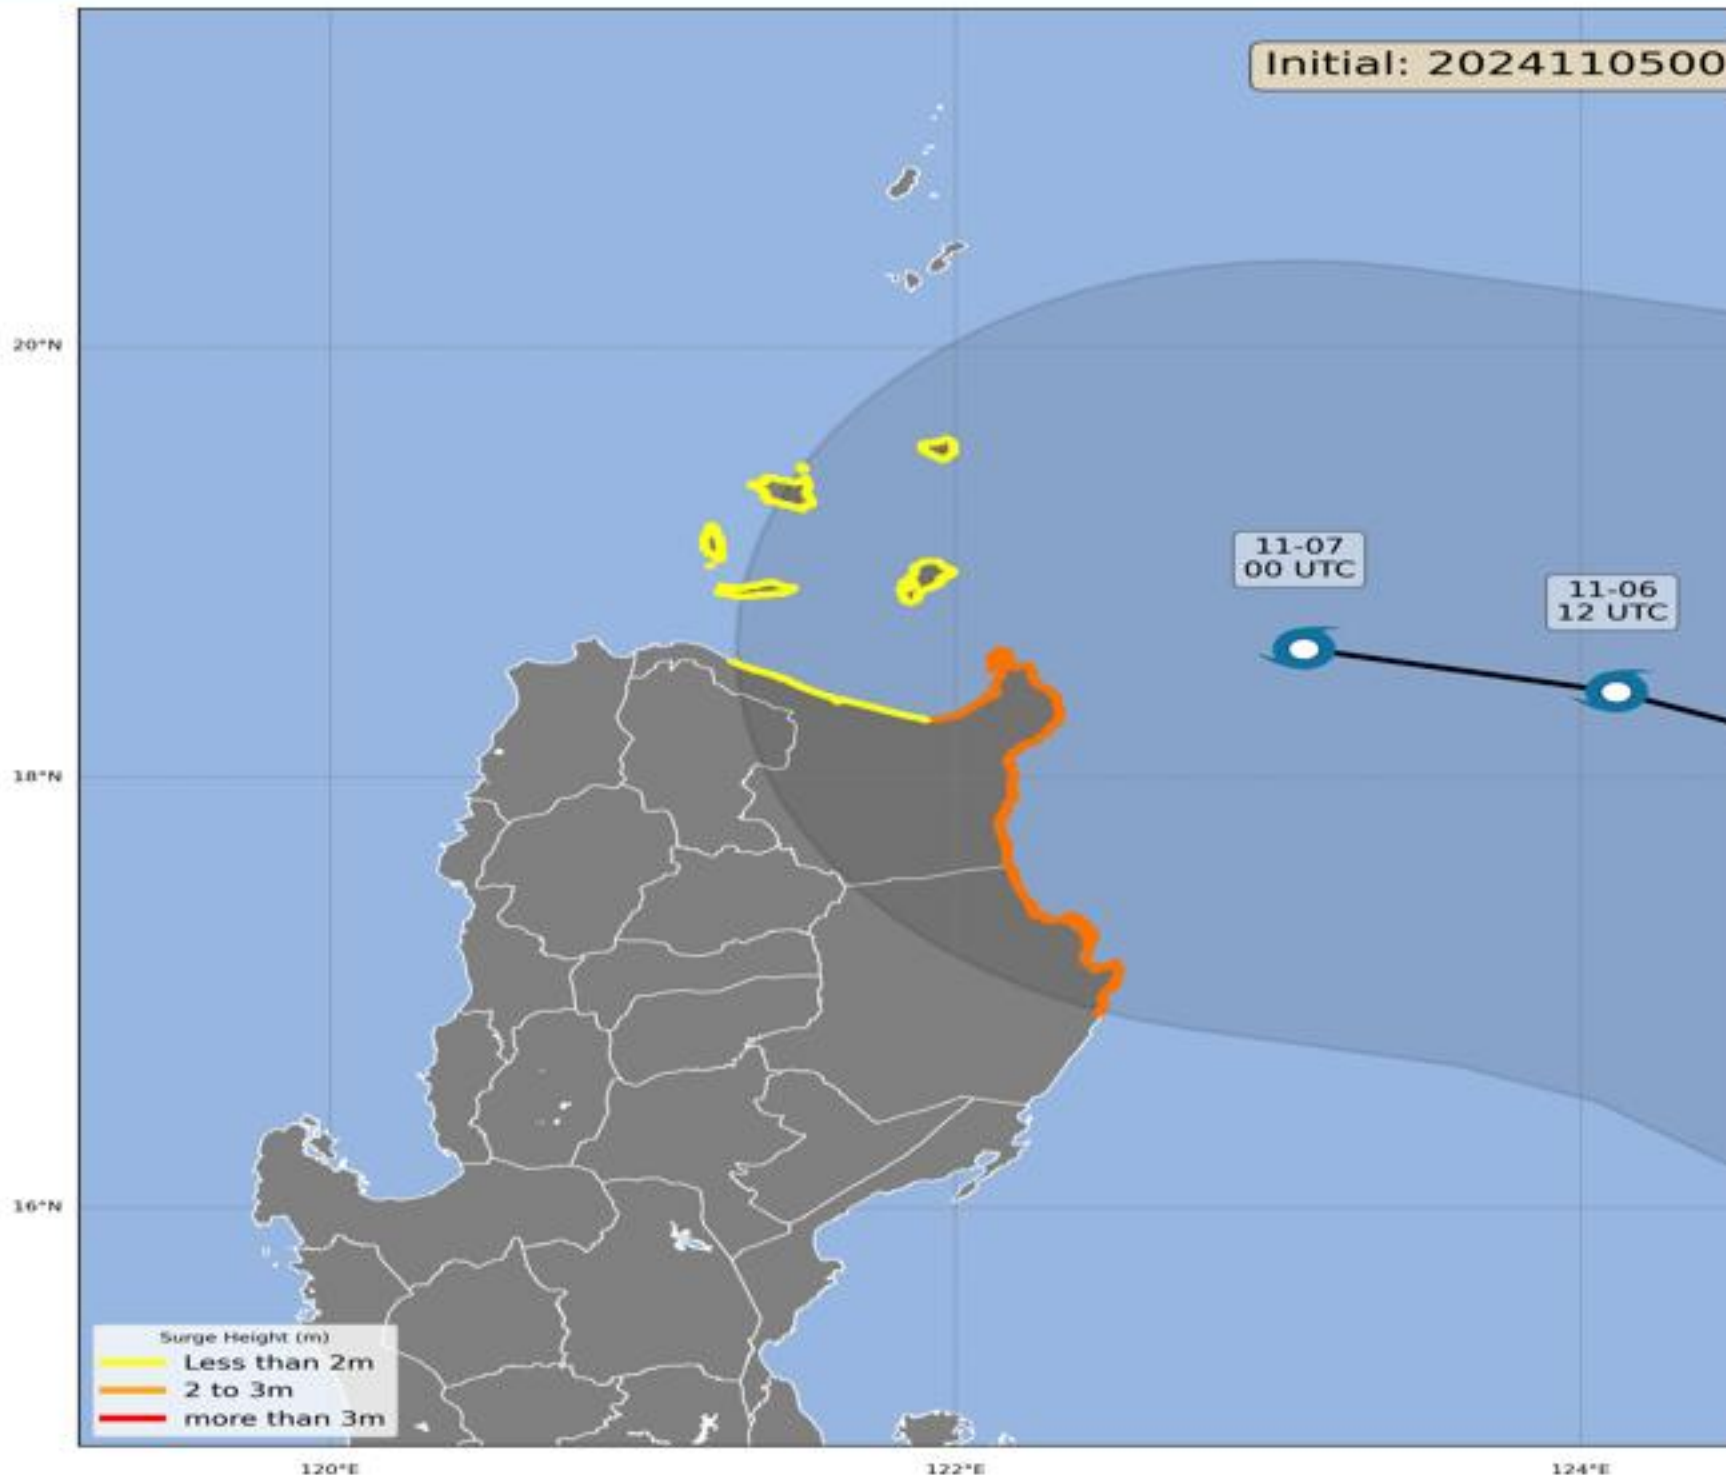 Initial: 2024110500
20°N
11-07
00 UTC
11-06
12 UTC
18°N
16°N
Surge Height (m)
Less than 2m
2 to 3m
more than 3m
120°E
122°E
124°E